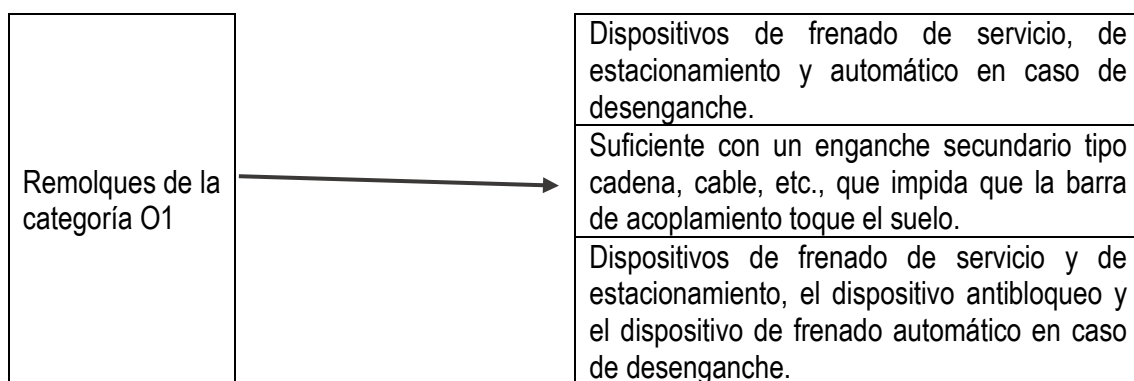 Remolques de la
categoría O1
Dispositivos de frenado de servicio, de
estacionamiento y automático en caso de
desenganche.
Suficiente con un enganche secundario tipo
cadena, cable, etc., que impida que la barra
de acoplamiento toque el suelo.
Dispositivos de frenado de servicio y de
estacionamiento, el dispositivo antibloqueo y
el dispositivo de frenado automático en caso
de desenganche.